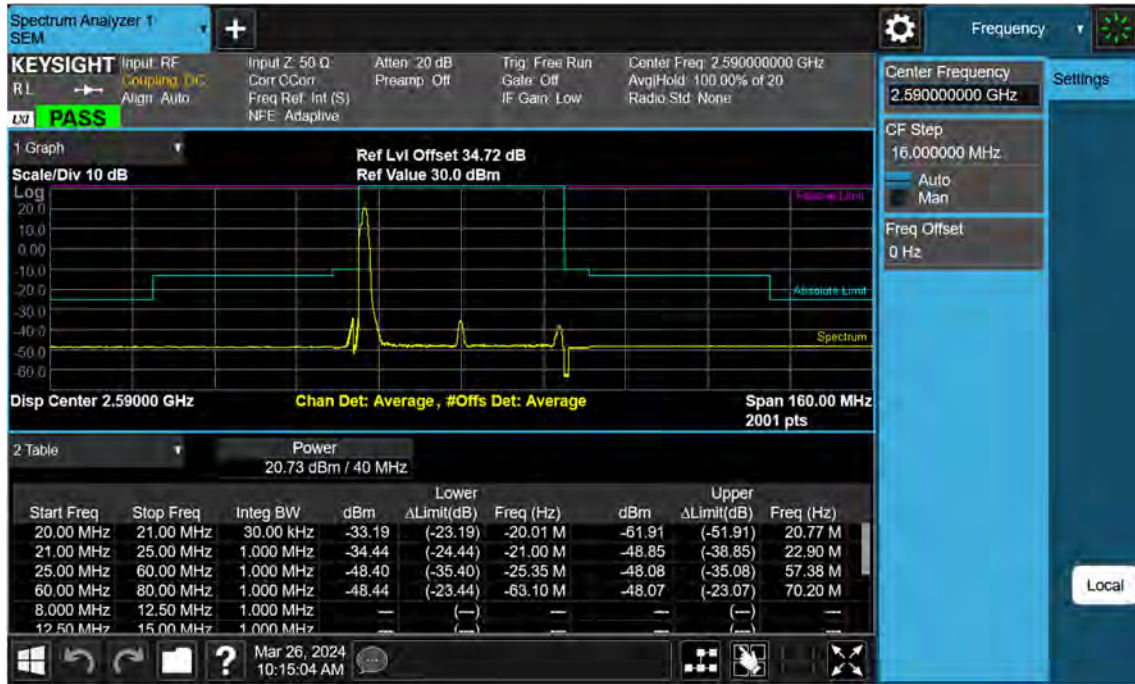 Spectrum Analyzer 1
SEM
+
Frequency
KEYSIGHT
RL
LXI PASS
Input: RF
Coupling: DC
Align: Auto
Input Z: 50 Ω
Corr CCorr
Freq Ref: Int (S)
NFE: Adaptive
Atten: 20 dB
Preamp: Off
Trig: Free Run
Gate: Off
IF Gain: Low
Center Freq: 2.590000000 GHz
Avg|Hold: 100.00% of 20
Radio Std: None
Center Frequency
2.590000000 GHz
Settings
CF Step
16.000000 MHz
Auto
Man
Freq Offset
0 Hz
1 Graph
Scale/Div 10 dB
Ref Lvl Offset 34.72 dB
Ref Value 30.0 dBm
Log
20.0
10.0
0.00
-10.0
-20.0
-30.0
-40.0
-50.0
-60.0
Relative Limit
Absolute Limit
Spectrum
Disp Center 2.59000 GHz
Chan Det: Average, #Offs Det: Average
Span 160.00 MHz
2001 pts
2 Table
Power
20.73 dBm / 40 MHz
Lower Upper
Start Freq Stop Freq Integ BW dBm ΔLimit(dB) Freq (Hz) dBm ΔLimit(dB) Freq (Hz)
20.00 MHz 21.00 MHz 30.00 kHz -33.19 (-23.19) -20.01 M -61.91 (-51.91) 20.77 M
21.00 MHz 25.00 MHz 1.000 MHz -34.44 (-24.44) -21.00 M -48.85 (-38.85) 22.90 M
25.00 MHz 60.00 MHz 1.000 MHz -48.40 (-35.40) -25.35 M -48.08 (-35.08) 57.38 M
60.00 MHz 80.00 MHz 1.000 MHz -48.44 (-23.44) -63.10 M -48.07 (-23.07) 70.20 M
8.000 MHz 12.50 MHz 1.000 MHz --- (---) --- --- (---) ---
12.50 MHz 15.00 MHz 1.000 MHz --- (---) --- --- (---) ---
Local
?
Mar 26, 2024
10:15:04 AM